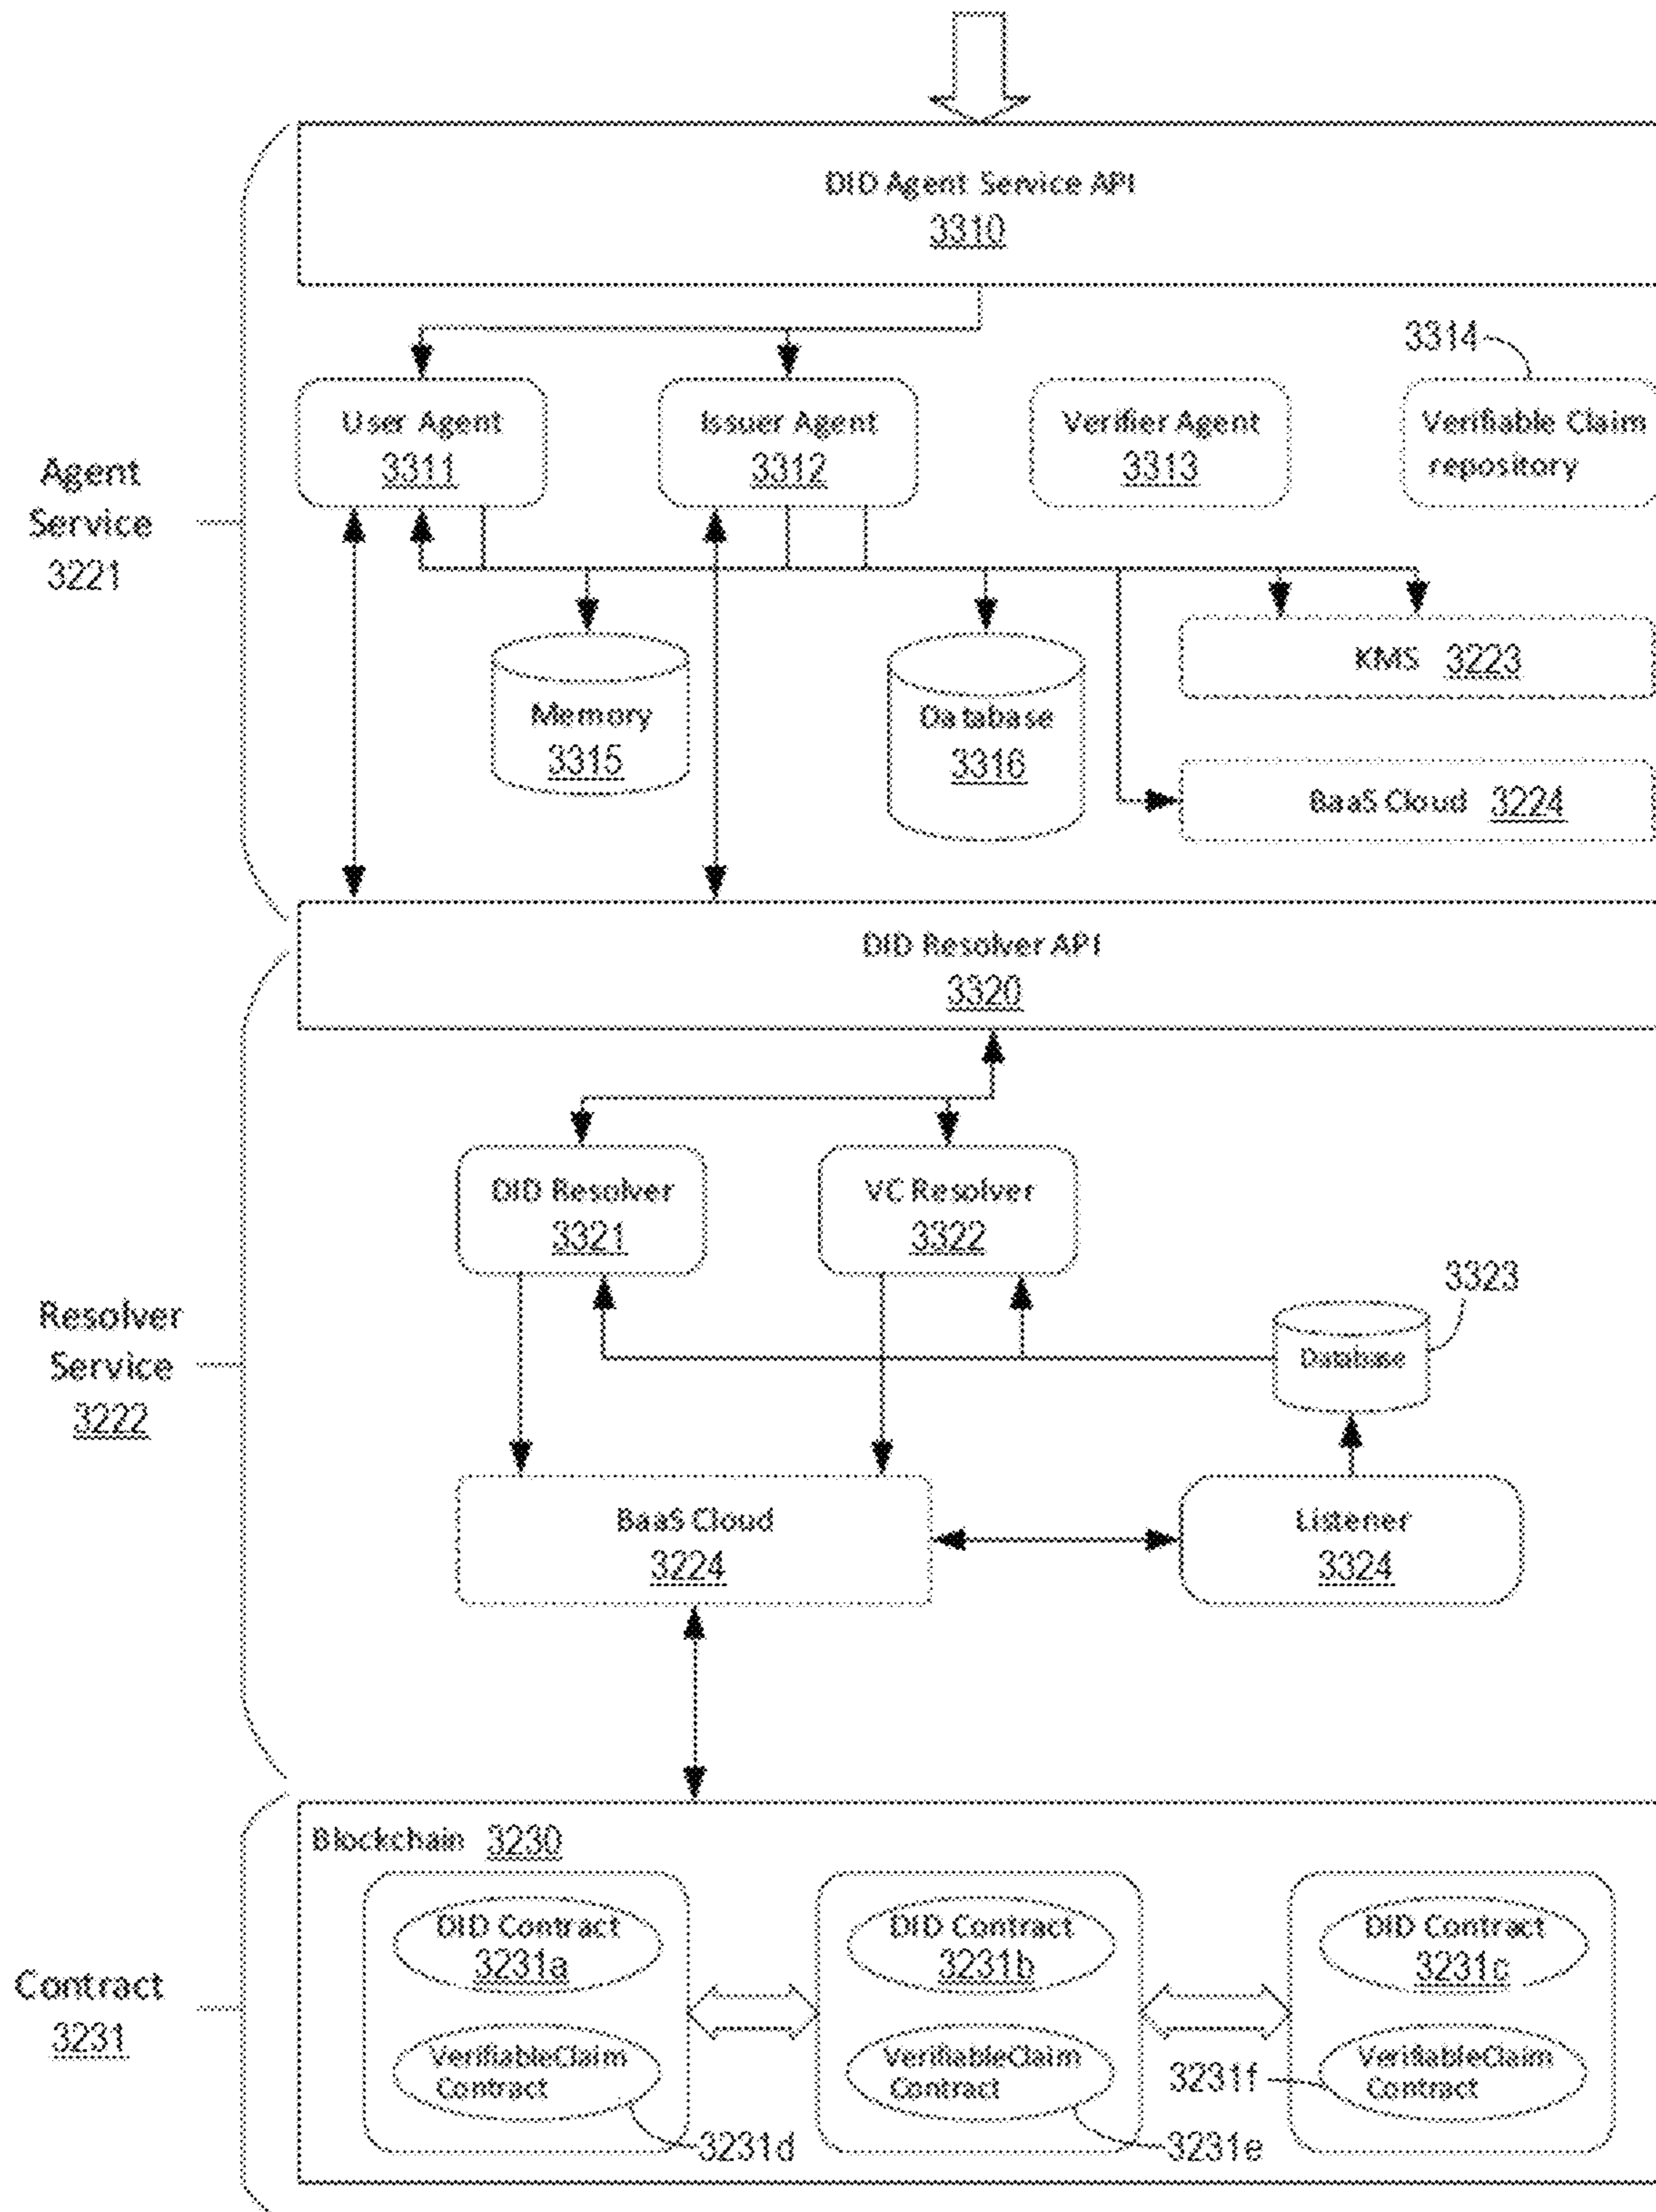 DID Agent Service API
3310
3314
User Agent
3311
Issuer Agent
3312
Verifier Agent
3313
Verifiable Claim
repository
Agent
Service
3221
Memory
3315
Database
3316
KMS 3223
BaaS Cloud 3224
DID Resolver API
3320
DID Resolver
3321
VC Resolver
3322
3323
Database
Resolver
Service
3222
BaaS Cloud
3224
Listener
3324
Blockchain 3230
DID Contract
3231a
DID Contract
3231b
DID Contract
3231c
Contract
3231
VerifiableClaim
Contract
VerifiableClaim
Contract
VerifiableClaim
Contract
3231d
3231e
3231f